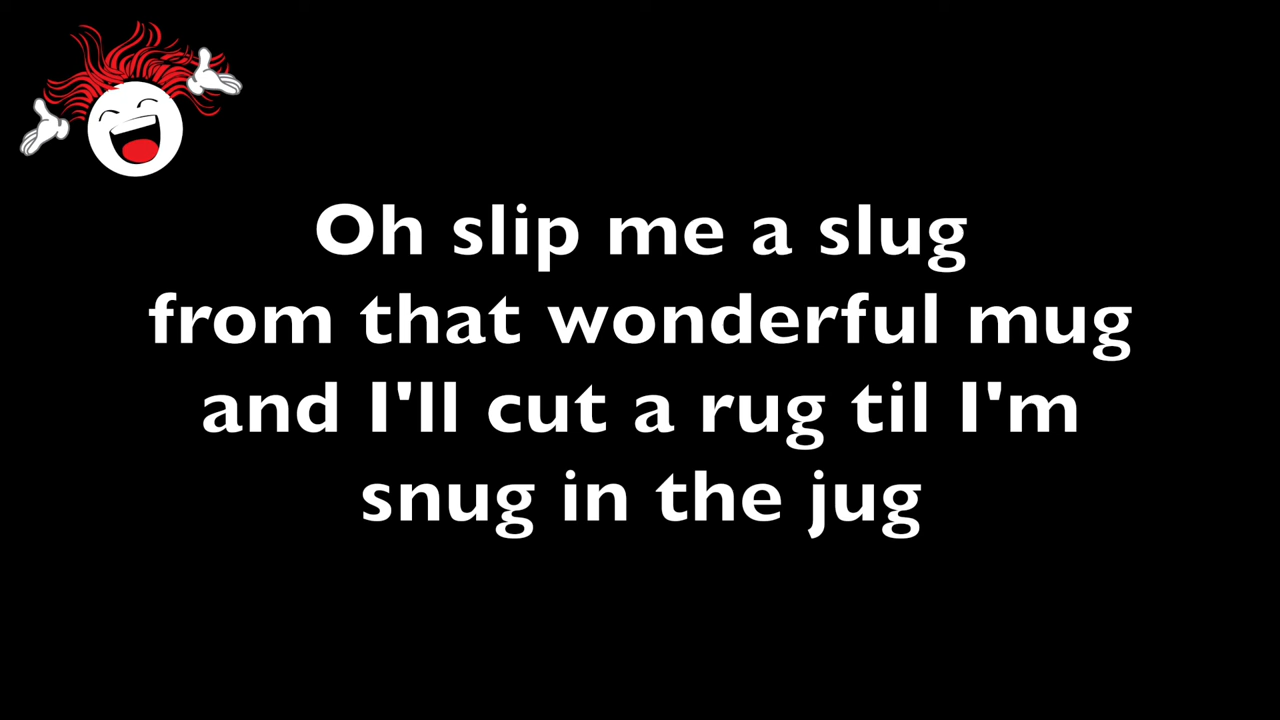 Oh slip me a slug
from that wonderful mug
and I'll cut a rug til I'm
snug in the jug